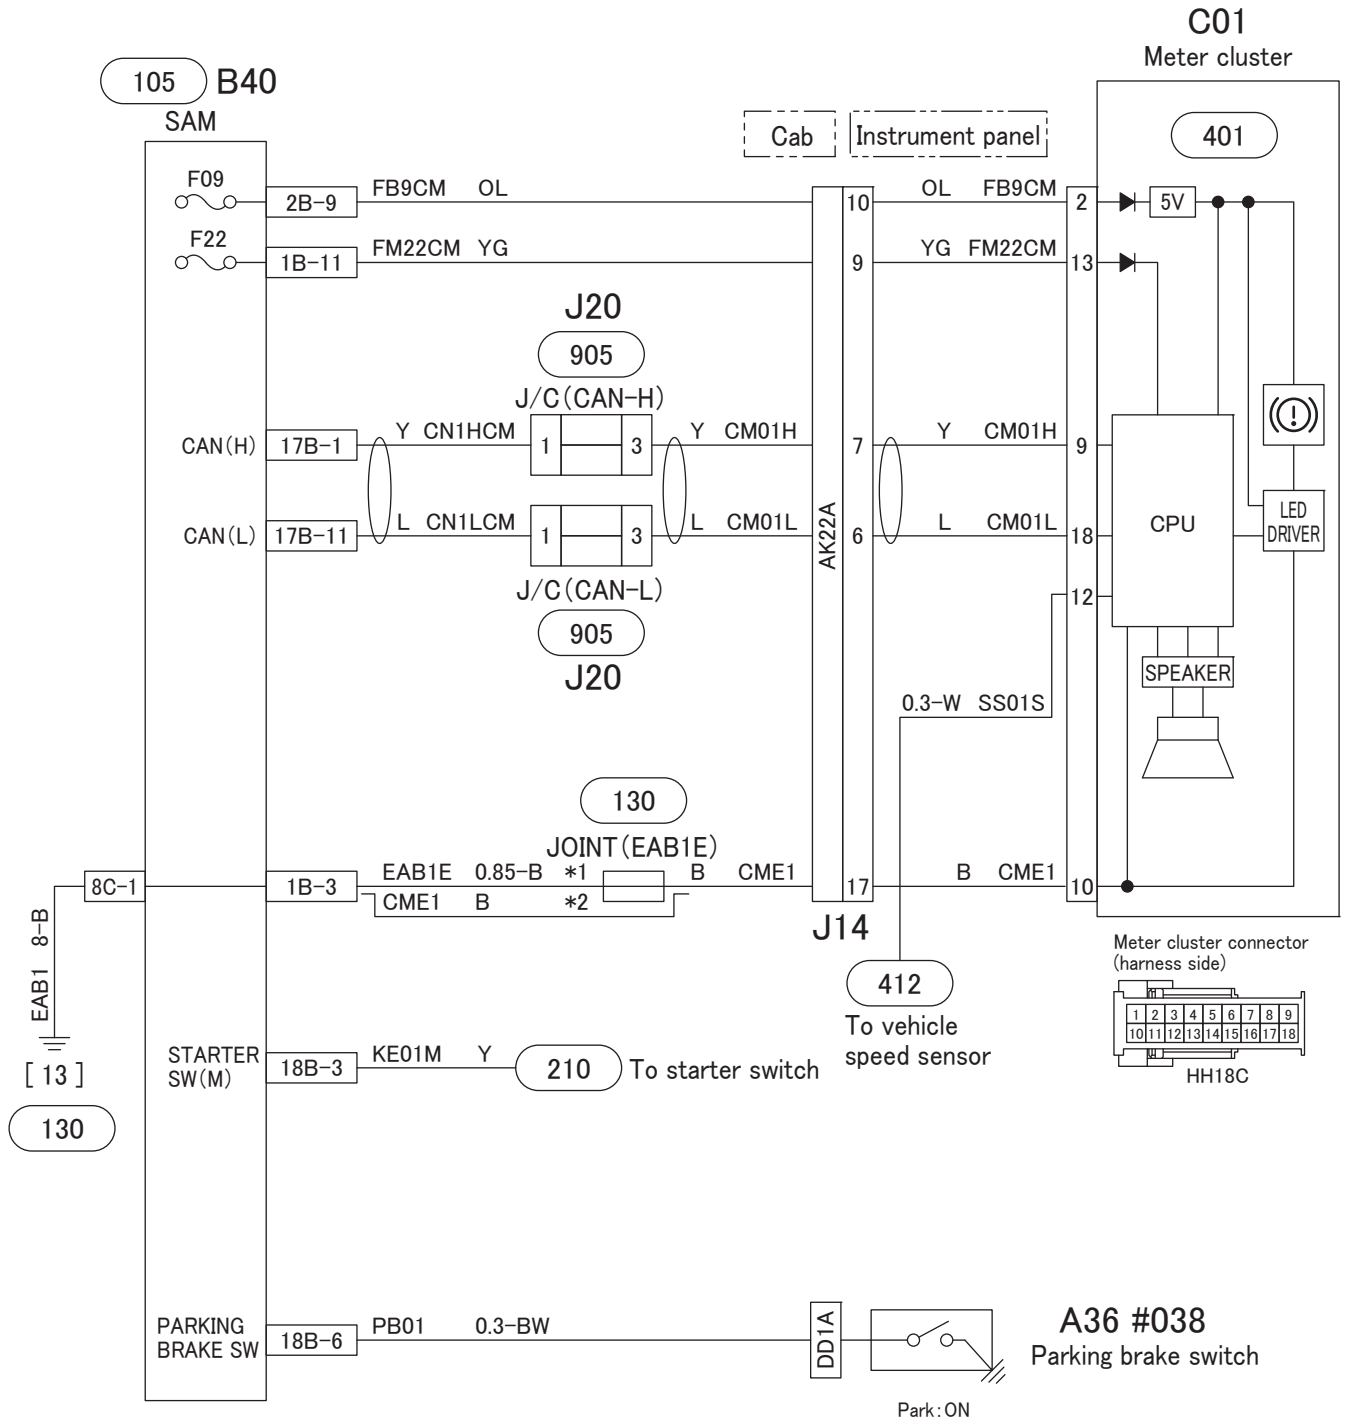 C01
Meter cluster
105 B40
SAM
Cab
Instrument panel
401
F09
2B-9
FB9CM OL
10
OL FB9CM
2
5V
F22
1B-11
FM22CM YG
9
YG FM22CM
13
J20
905
J/C(CAN-H)
CAN(H)
17B-1
Y CN1HCM
1
3
Y CM01H
7
Y CM01H
9
CAN(L)
17B-11
L CN1LCM
1
3
L CM01L
AK22A
6
L CM01L
18
CPU
LED
DRIVER
J/C(CAN-L)
905
J20
12
SPEAKER
0.3-W SS01S
130
JOINT(EAB1E)
8C-1
1B-3
EAB1E 0.85-B *1
B CME1
17
B CME1
10
CME1 B *2
J14
EAB1 8-B
[13]
130
412
To vehicle
speed sensor
Meter cluster connector
(harness side)
1 2 3 4 5 6 7 8 9
10 11 12 13 14 15 16 17 18
HH18C
STARTER
SW(M)
18B-3
KE01M Y
210
To starter switch
PARKING
BRAKE SW
18B-6
PB01 0.3-BW
DD1A
A36 #038
Parking brake switch
Park:ON